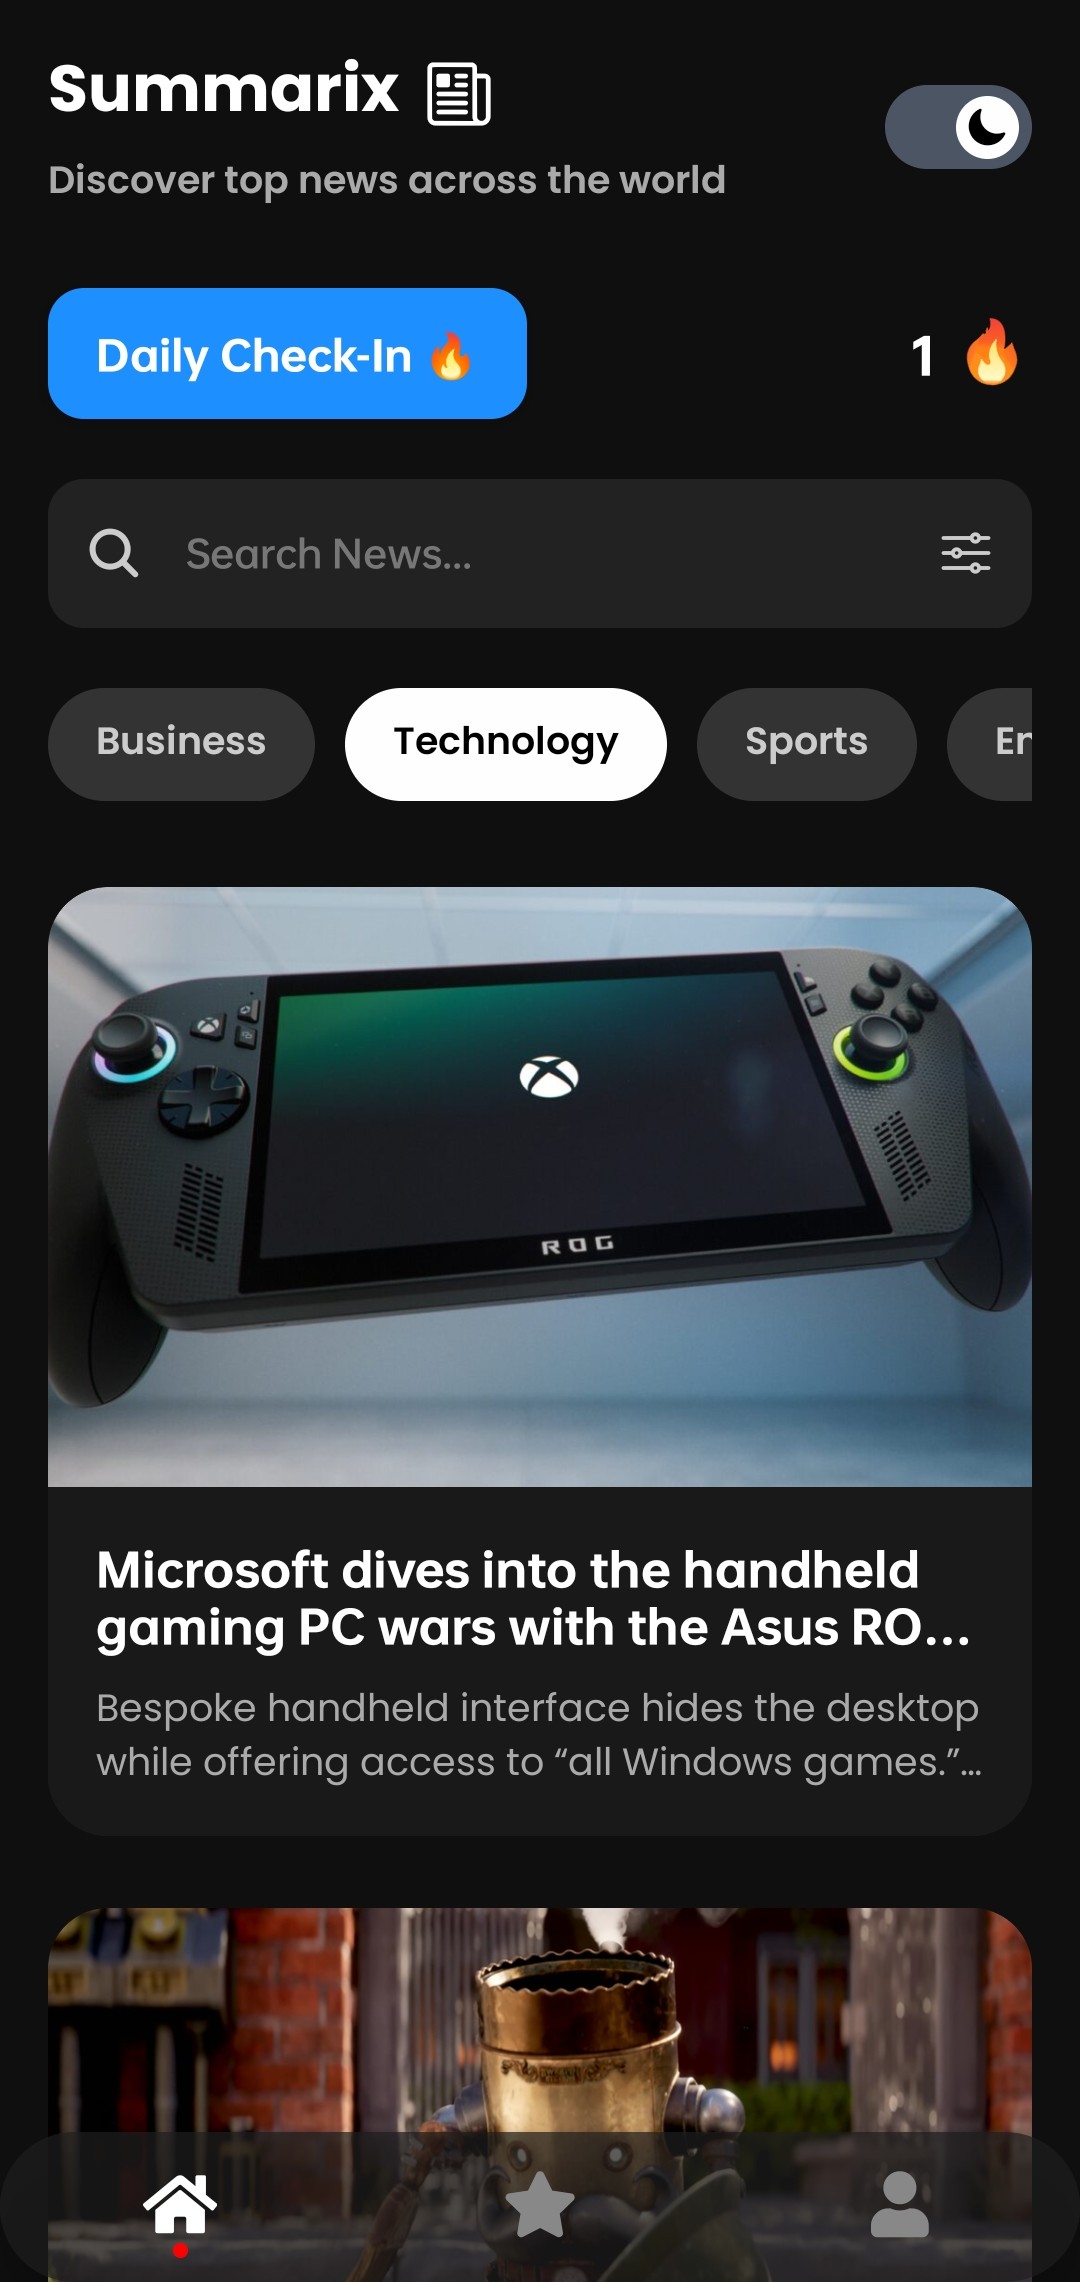 Summarix
Discover top news across the world
Daily Check-In 🔥
1 🔥
Search News...
Business
Technology
Sports
En
ROG
Microsoft dives into the handheld
gaming PC wars with the Asus RO...
Bespoke handheld interface hides the desktop
while offering access to “all Windows games.”...